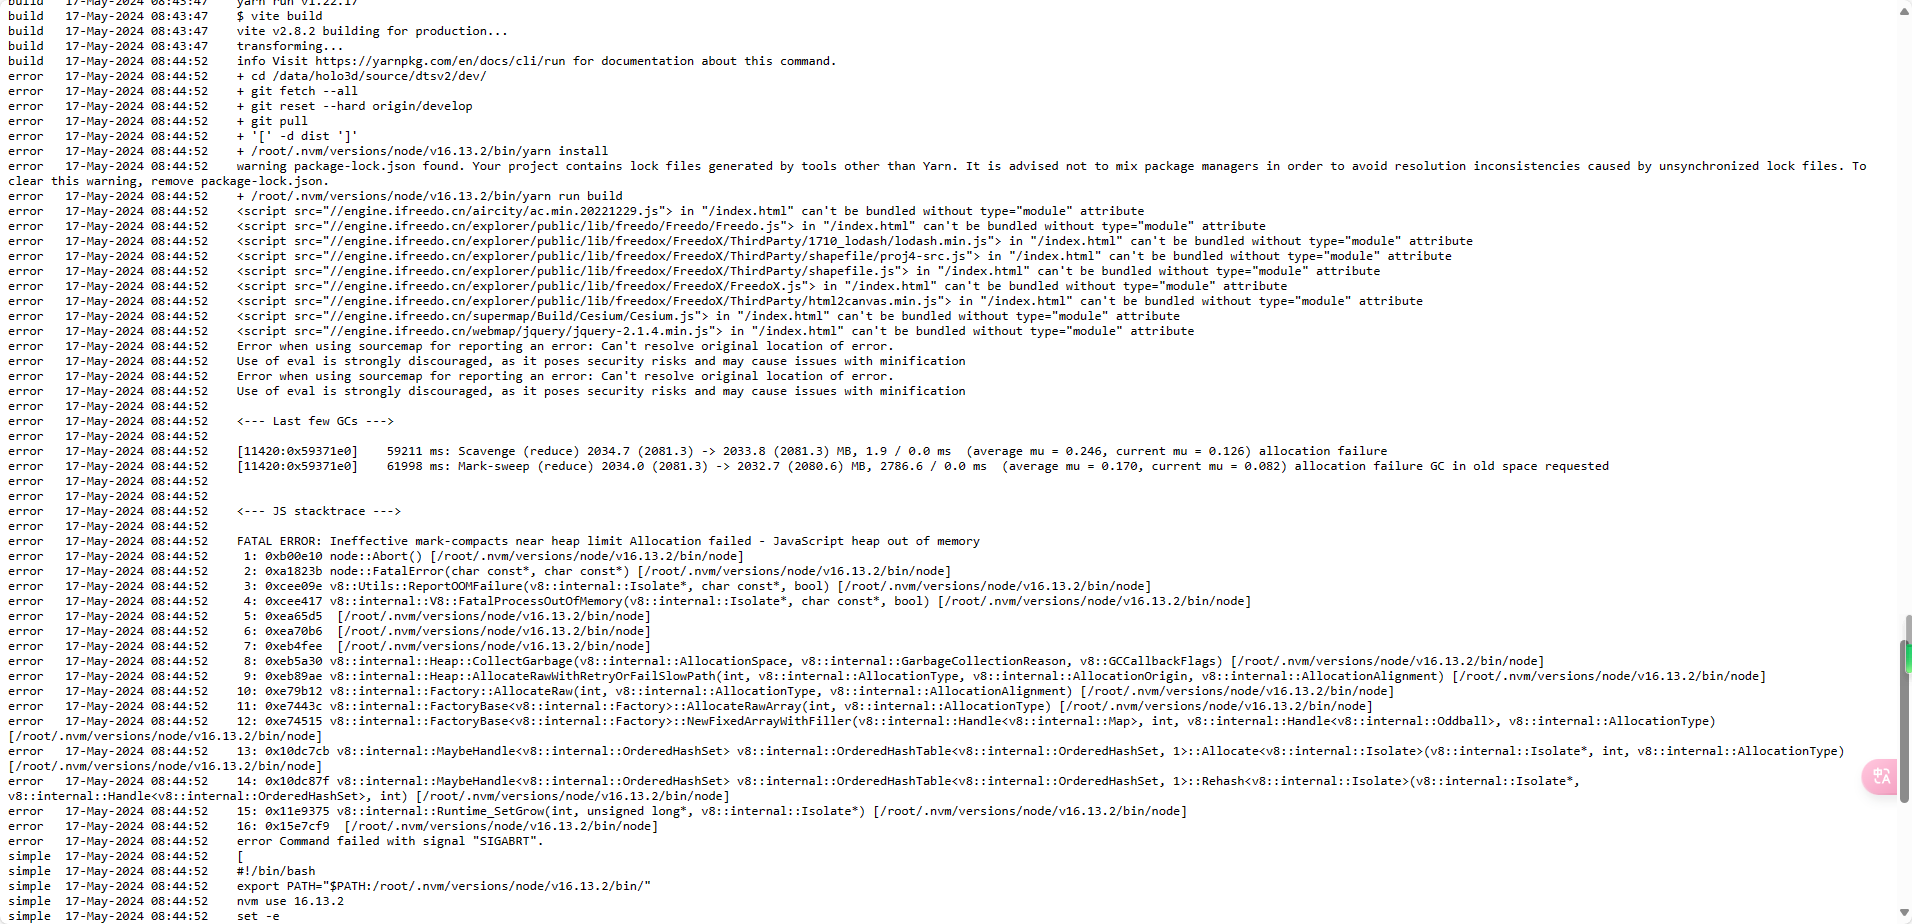 build   17-May-2024 08:43:47    yarn run v1.22.17
build   17-May-2024 08:43:47    $ vite build
build   17-May-2024 08:43:47    vite v2.8.2 building for production...
build   17-May-2024 08:43:47    transforming...
build   17-May-2024 08:44:52    info Visit https://yarnpkg.com/en/docs/cli/run for documentation about this command.
error   17-May-2024 08:44:52    + cd /data/holo3d/source/dtsv2/dev/
error   17-May-2024 08:44:52    + git fetch --all
error   17-May-2024 08:44:52    + git reset --hard origin/develop
error   17-May-2024 08:44:52    + git pull
error   17-May-2024 08:44:52    + '[' -d dist ']'
error   17-May-2024 08:44:52    + /root/.nvm/versions/node/v16.13.2/bin/yarn install
error   17-May-2024 08:44:52    warning package-lock.json found. Your project contains lock files generated by tools other than Yarn. It is advised not to mix package managers in order to avoid resolution inconsistencies caused by unsynchronized lock files. To
clear this warning, remove package-lock.json.
error   17-May-2024 08:44:52    + /root/.nvm/versions/node/v16.13.2/bin/yarn run build
error   17-May-2024 08:44:52    <script src="//engine.ifreedo.cn/aircity/ac.min.20221229.js"> in "/index.html" can't be bundled without type="module" attribute
error   17-May-2024 08:44:52    <script src="//engine.ifreedo.cn/explorer/public/lib/freedo/Freedo/Freedo.js"> in "/index.html" can't be bundled without type="module" attribute
error   17-May-2024 08:44:52    <script src="//engine.ifreedo.cn/explorer/public/lib/freedox/FreedoX/ThirdParty/1710_lodash/lodash.min.js"> in "/index.html" can't be bundled without type="module" attribute
error   17-May-2024 08:44:52    <script src="//engine.ifreedo.cn/explorer/public/lib/freedox/FreedoX/ThirdParty/shapefile/proj4-src.js"> in "/index.html" can't be bundled without type="module" attribute
error   17-May-2024 08:44:52    <script src="//engine.ifreedo.cn/explorer/public/lib/freedox/FreedoX/ThirdParty/shapefile.js"> in "/index.html" can't be bundled without type="module" attribute
error   17-May-2024 08:44:52    <script src="//engine.ifreedo.cn/explorer/public/lib/freedox/FreedoX/FreedoX.js"> in "/index.html" can't be bundled without type="module" attribute
error   17-May-2024 08:44:52    <script src="//engine.ifreedo.cn/explorer/public/lib/freedox/FreedoX/ThirdParty/html2canvas.min.js"> in "/index.html" can't be bundled without type="module" attribute
error   17-May-2024 08:44:52    <script src="//engine.ifreedo.cn/supermap/Build/Cesium/Cesium.js"> in "/index.html" can't be bundled without type="module" attribute
error   17-May-2024 08:44:52    <script src="//engine.ifreedo.cn/webmap/jquery/jquery-2.1.4.min.js"> in "/index.html" can't be bundled without type="module" attribute
error   17-May-2024 08:44:52    Error when using sourcemap for reporting an error: Can't resolve original location of error.
error   17-May-2024 08:44:52    Use of eval is strongly discouraged, as it poses security risks and may cause issues with minification
error   17-May-2024 08:44:52    Error when using sourcemap for reporting an error: Can't resolve original location of error.
error   17-May-2024 08:44:52    Use of eval is strongly discouraged, as it poses security risks and may cause issues with minification
error   17-May-2024 08:44:52
error   17-May-2024 08:44:52    <--- Last few GCs --->
error   17-May-2024 08:44:52
error   17-May-2024 08:44:52    [11420:0x59371e0]    59211 ms: Scavenge (reduce) 2034.7 (2081.3) -> 2033.8 (2081.3) MB, 1.9 / 0.0 ms  (average mu = 0.246, current mu = 0.126) allocation failure
error   17-May-2024 08:44:52    [11420:0x59371e0]    61998 ms: Mark-sweep (reduce) 2034.0 (2081.3) -> 2032.7 (2080.6) MB, 2786.6 / 0.0 ms  (average mu = 0.170, current mu = 0.082) allocation failure GC in old space requested
error   17-May-2024 08:44:52
error   17-May-2024 08:44:52
error   17-May-2024 08:44:52    <--- JS stacktrace --->
error   17-May-2024 08:44:52
error   17-May-2024 08:44:52    FATAL ERROR: Ineffective mark-compacts near heap limit Allocation failed - JavaScript heap out of memory
error   17-May-2024 08:44:52     1: 0xb00e10 node::Abort() [/root/.nvm/versions/node/v16.13.2/bin/node]
error   17-May-2024 08:44:52     2: 0xa1823b node::FatalError(char const*, char const*) [/root/.nvm/versions/node/v16.13.2/bin/node]
error   17-May-2024 08:44:52     3: 0xcee09e v8::Utils::ReportOOMFailure(v8::internal::Isolate*, char const*, bool) [/root/.nvm/versions/node/v16.13.2/bin/node]
error   17-May-2024 08:44:52     4: 0xcee417 v8::internal::V8::FatalProcessOutOfMemory(v8::internal::Isolate*, char const*, bool) [/root/.nvm/versions/node/v16.13.2/bin/node]
error   17-May-2024 08:44:52     5: 0xea65d5  [/root/.nvm/versions/node/v16.13.2/bin/node]
error   17-May-2024 08:44:52     6: 0xea70b6  [/root/.nvm/versions/node/v16.13.2/bin/node]
error   17-May-2024 08:44:52     7: 0xeb4fee  [/root/.nvm/versions/node/v16.13.2/bin/node]
error   17-May-2024 08:44:52     8: 0xeb5a30 v8::internal::Heap::CollectGarbage(v8::internal::AllocationSpace, v8::internal::GarbageCollectionReason, v8::GCCallbackFlags) [/root/.nvm/versions/node/v16.13.2/bin/node]
error   17-May-2024 08:44:52     9: 0xeb89ae v8::internal::Heap::AllocateRawWithRetryOrFailSlowPath(int, v8::internal::AllocationType, v8::internal::AllocationOrigin, v8::internal::AllocationAlignment) [/root/.nvm/versions/node/v16.13.2/bin/node]
error   17-May-2024 08:44:52    10: 0xe79b12 v8::internal::Factory::AllocateRaw(int, v8::internal::AllocationType, v8::internal::AllocationAlignment) [/root/.nvm/versions/node/v16.13.2/bin/node]
error   17-May-2024 08:44:52    11: 0xe7443c v8::internal::FactoryBase<v8::internal::Factory>::AllocateRawArray(int, v8::internal::AllocationType) [/root/.nvm/versions/node/v16.13.2/bin/node]
error   17-May-2024 08:44:52    12: 0xe74515 v8::internal::FactoryBase<v8::internal::Factory>::NewFixedArrayWithFiller(v8::internal::Handle<v8::internal::Map>, int, v8::internal::Handle<v8::internal::Oddball>, v8::internal::AllocationType)
[/root/.nvm/versions/node/v16.13.2/bin/node]
error   17-May-2024 08:44:52    13: 0x10dc7cb v8::internal::MaybeHandle<v8::internal::OrderedHashSet> v8::internal::OrderedHashTable<v8::internal::OrderedHashSet, 1>::Allocate<v8::internal::Isolate>(v8::internal::Isolate*, int, v8::internal::AllocationType)
[/root/.nvm/versions/node/v16.13.2/bin/node]
error   17-May-2024 08:44:52    14: 0x10dc87f v8::internal::MaybeHandle<v8::internal::OrderedHashSet> v8::internal::OrderedHashTable<v8::internal::OrderedHashSet, 1>::Rehash<v8::internal::Isolate>(v8::internal::Isolate*,
v8::internal::Handle<v8::internal::OrderedHashSet>, int) [/root/.nvm/versions/node/v16.13.2/bin/node]
error   17-May-2024 08:44:52    15: 0x11e9375 v8::internal::Runtime_SetGrow(int, unsigned long*, v8::internal::Isolate*) [/root/.nvm/versions/node/v16.13.2/bin/node]
error   17-May-2024 08:44:52    16: 0x15e7cf9  [/root/.nvm/versions/node/v16.13.2/bin/node]
error   17-May-2024 08:44:52    error Command failed with signal "SIGABRT".
simple  17-May-2024 08:44:52    [
simple  17-May-2024 08:44:52    #!/bin/bash
simple  17-May-2024 08:44:52    export PATH="$PATH:/root/.nvm/versions/node/v16.13.2/bin/"
simple  17-May-2024 08:44:52    nvm use 16.13.2
simple  17-May-2024 08:44:52    set -e